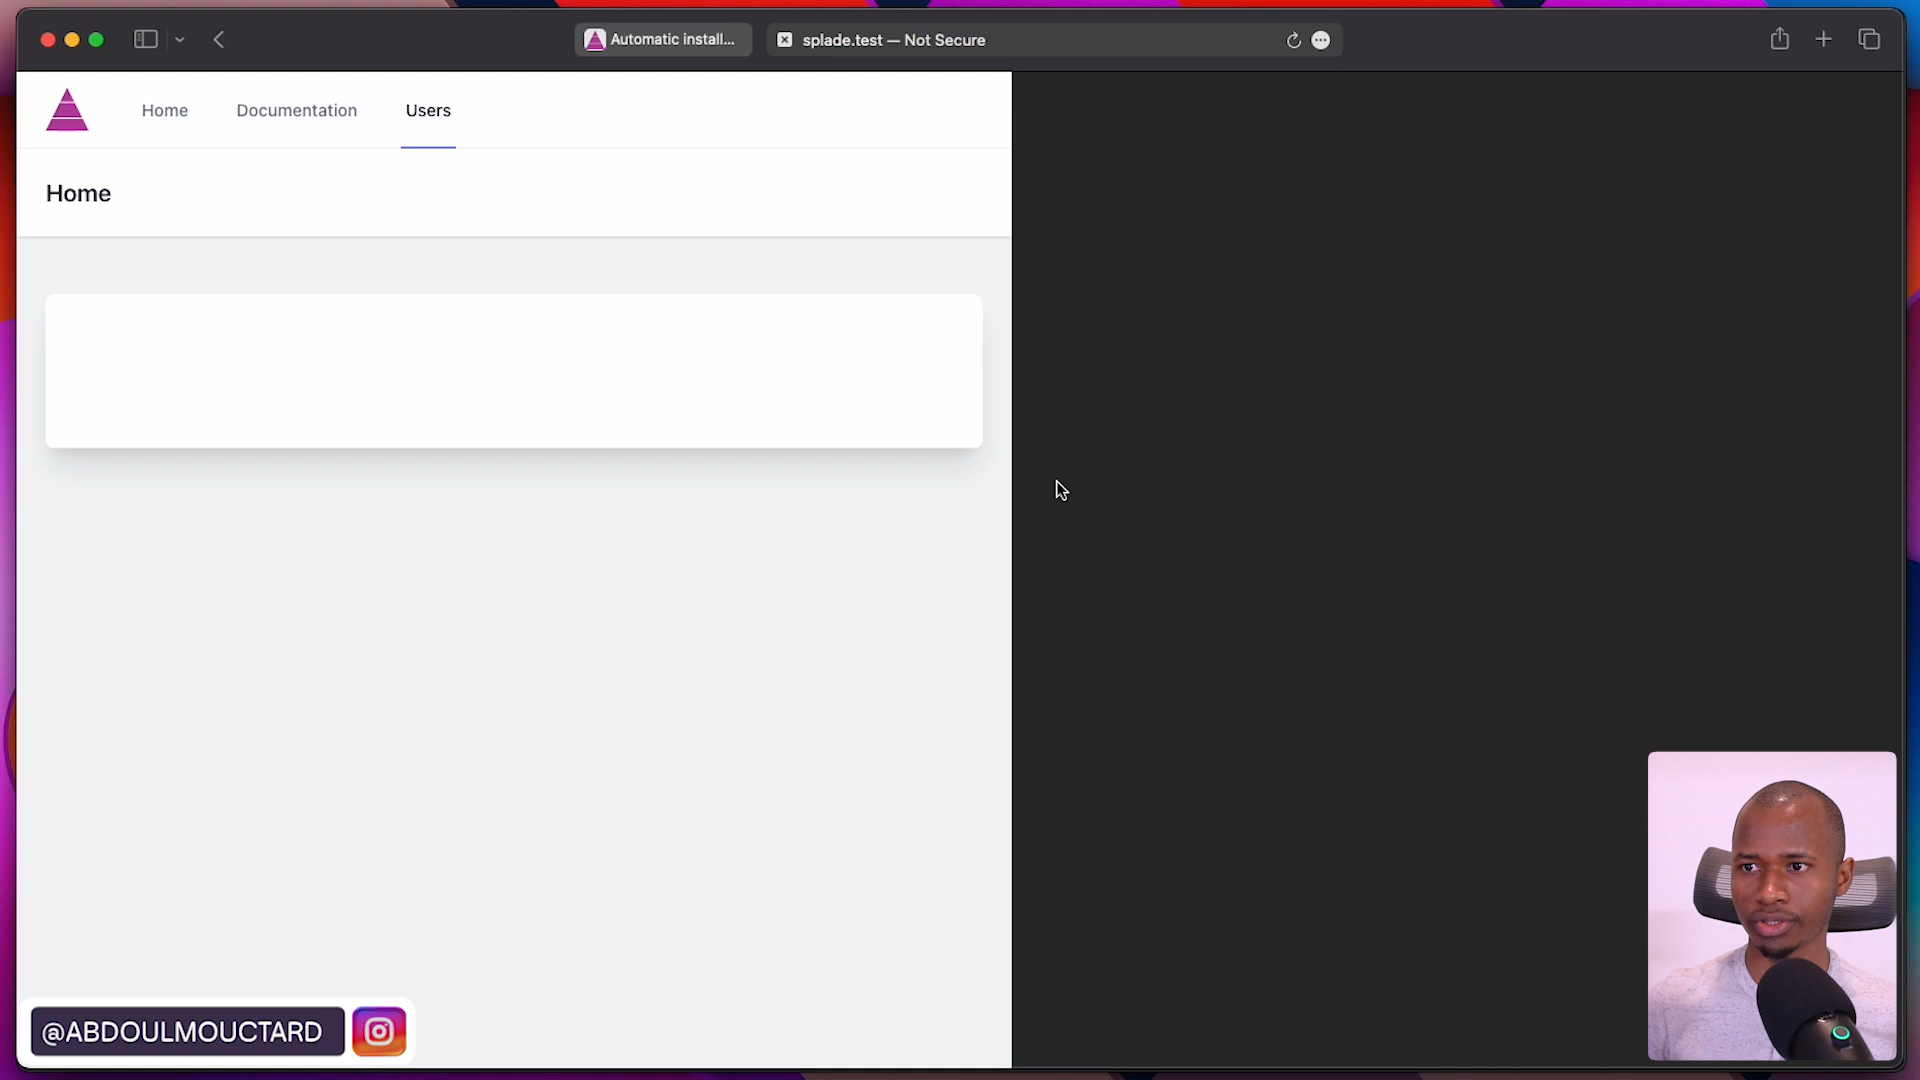 Automatic install...
splade.test — Not Secure
Home
Documentation
Users
Home
@ABDOULMOUCTARD